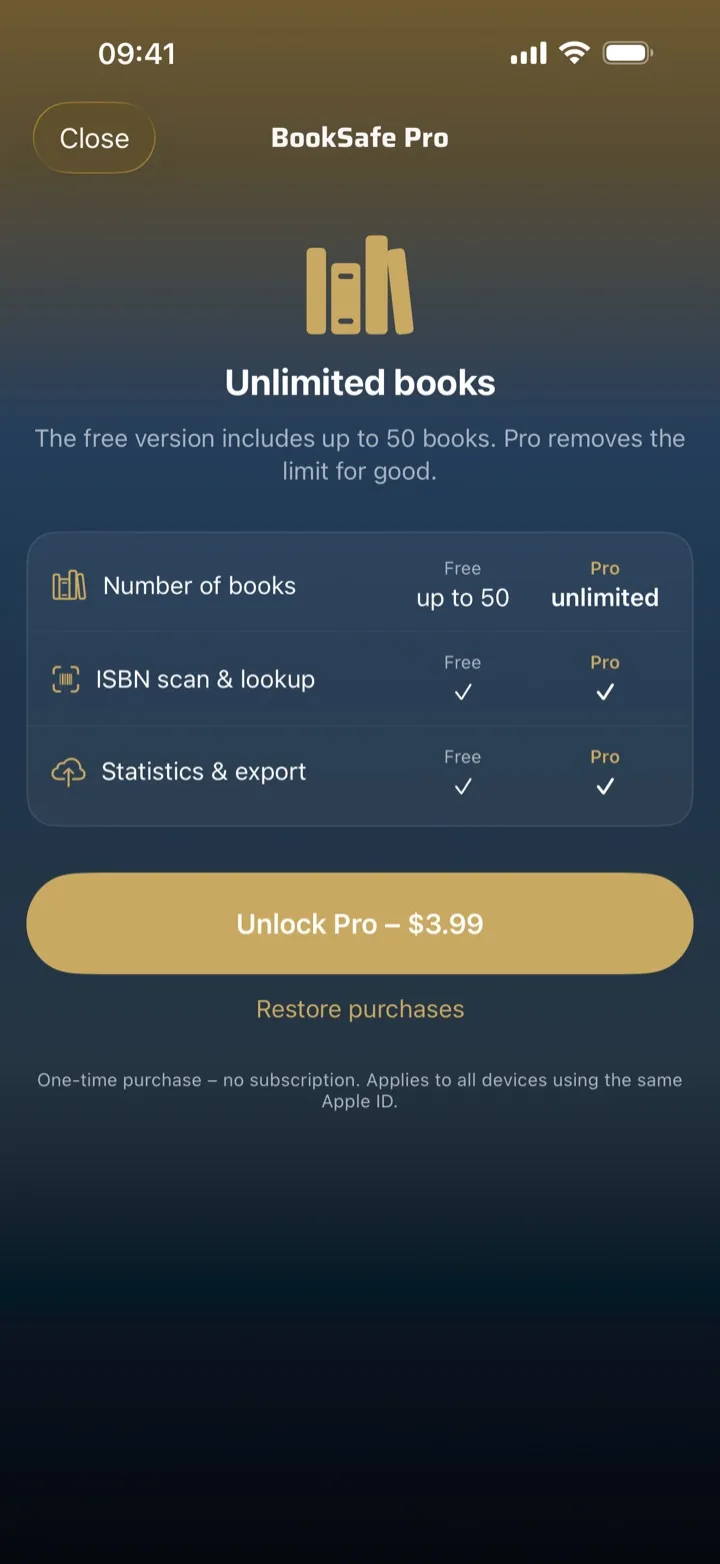 09:41
Close
BookSafe Pro
Unlimited books
The free version includes up to 50 books. Pro removes the
limit for good.
Number of books
Free
up to 50
Pro
unlimited
ISBN scan & lookup
Free
✓
Pro
✓
Statistics & export
Free
✓
Pro
✓
Unlock Pro – $3.99
Restore purchases
One-time purchase – no subscription. Applies to all devices using the same
Apple ID.